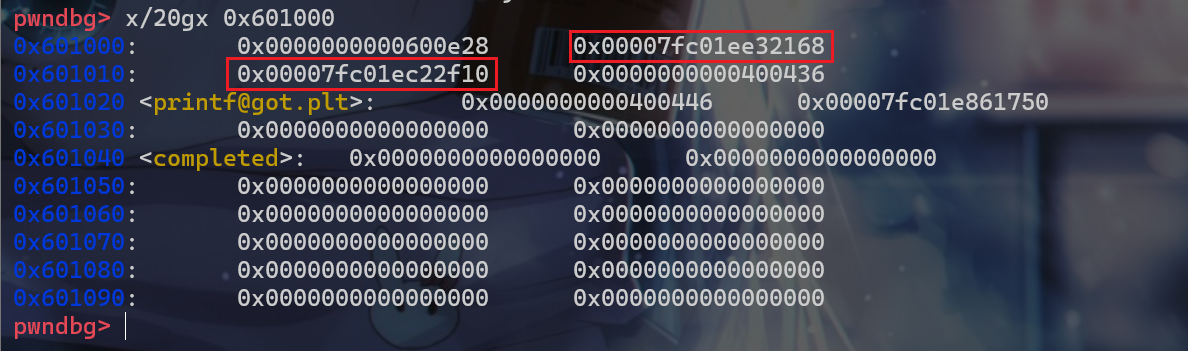 pwndbg> x/20gx 0x601000
0x601000: 0x0000000000600e28 0x00007fc01ee32168
0x601010: 0x00007fc01ec22f10 0x0000000000400436
0x601020 <printf@got.plt>: 0x0000000000400446 0x00007fc01e861750
0x601030: 0x0000000000000000 0x0000000000000000
0x601040 <completed>: 0x0000000000000000 0x0000000000000000
0x601050: 0x0000000000000000 0x0000000000000000
0x601060: 0x0000000000000000 0x0000000000000000
0x601070: 0x0000000000000000 0x0000000000000000
0x601080: 0x0000000000000000 0x0000000000000000
0x601090: 0x0000000000000000 0x0000000000000000
pwndbg>